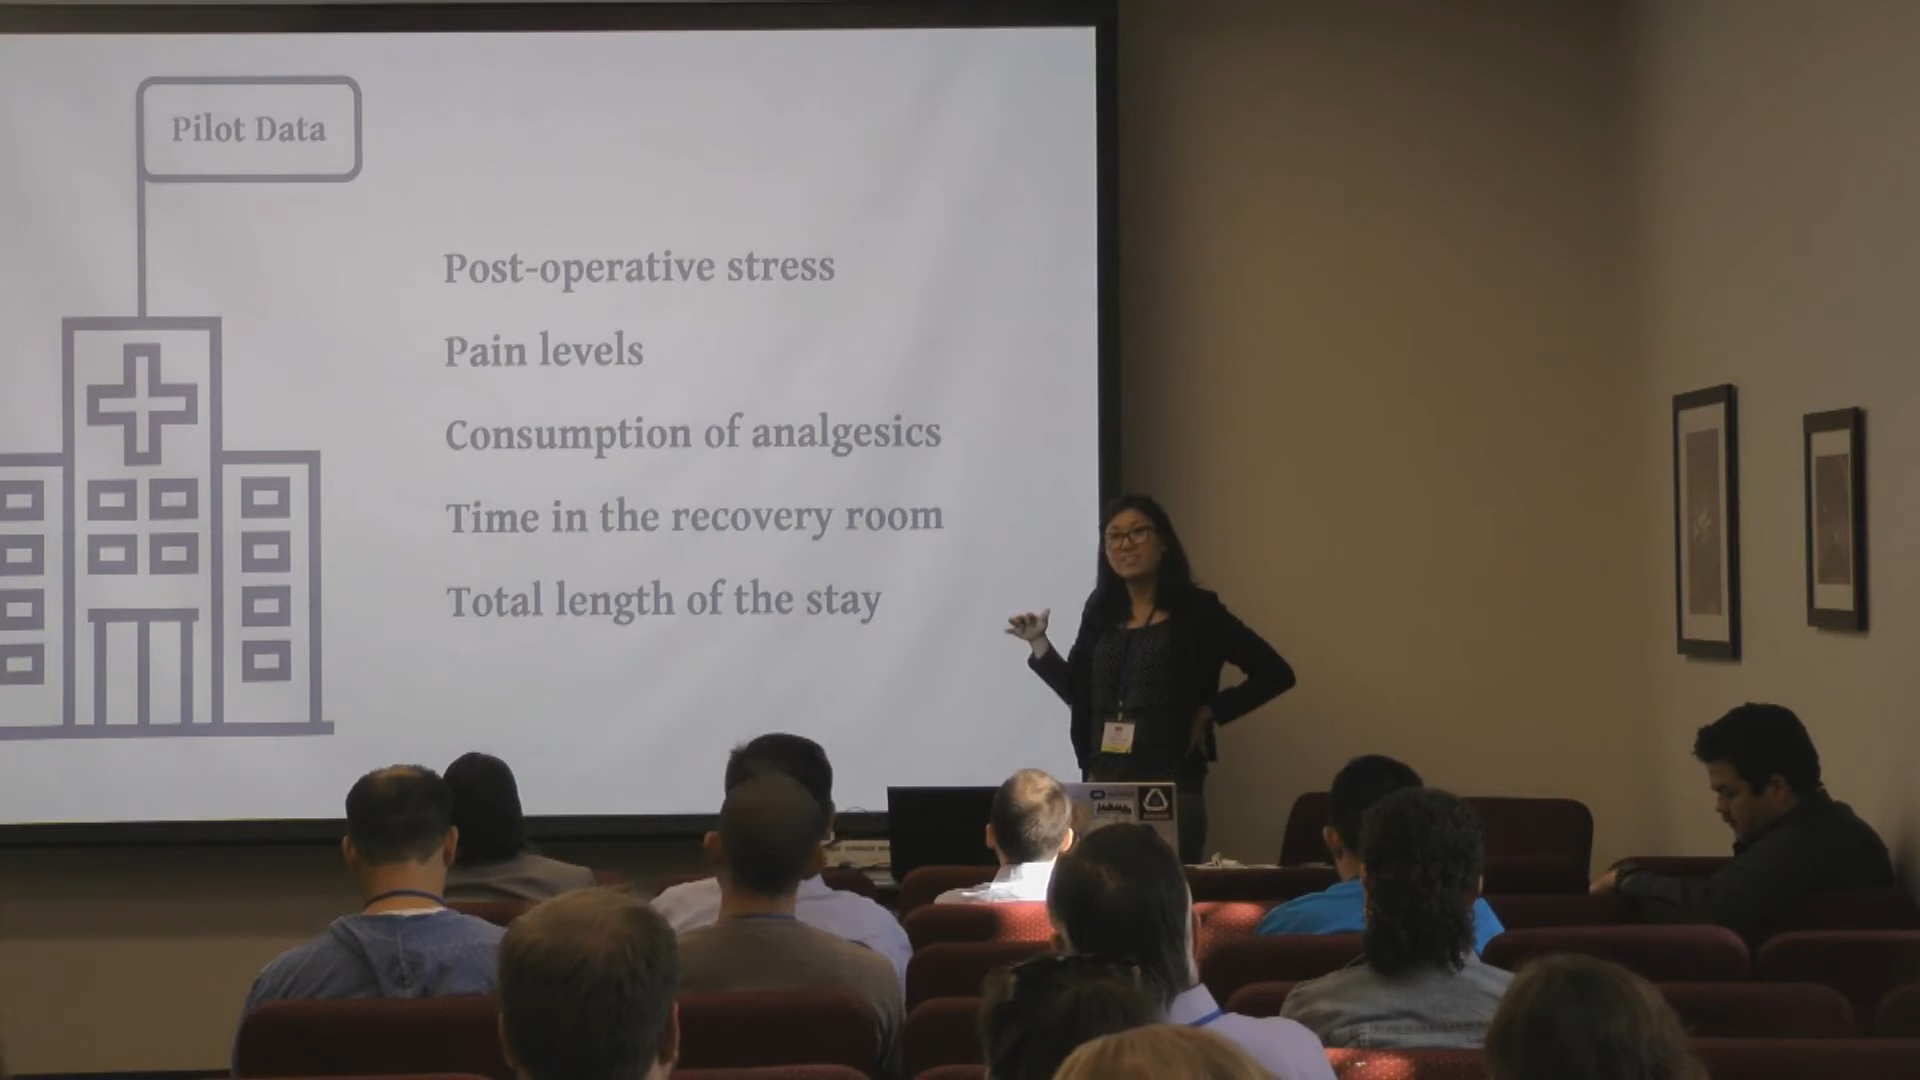 Pilot Data
Post-operative stress
Pain levels
Consumption of analgesics
Time in the recovery room
Total length of the stay